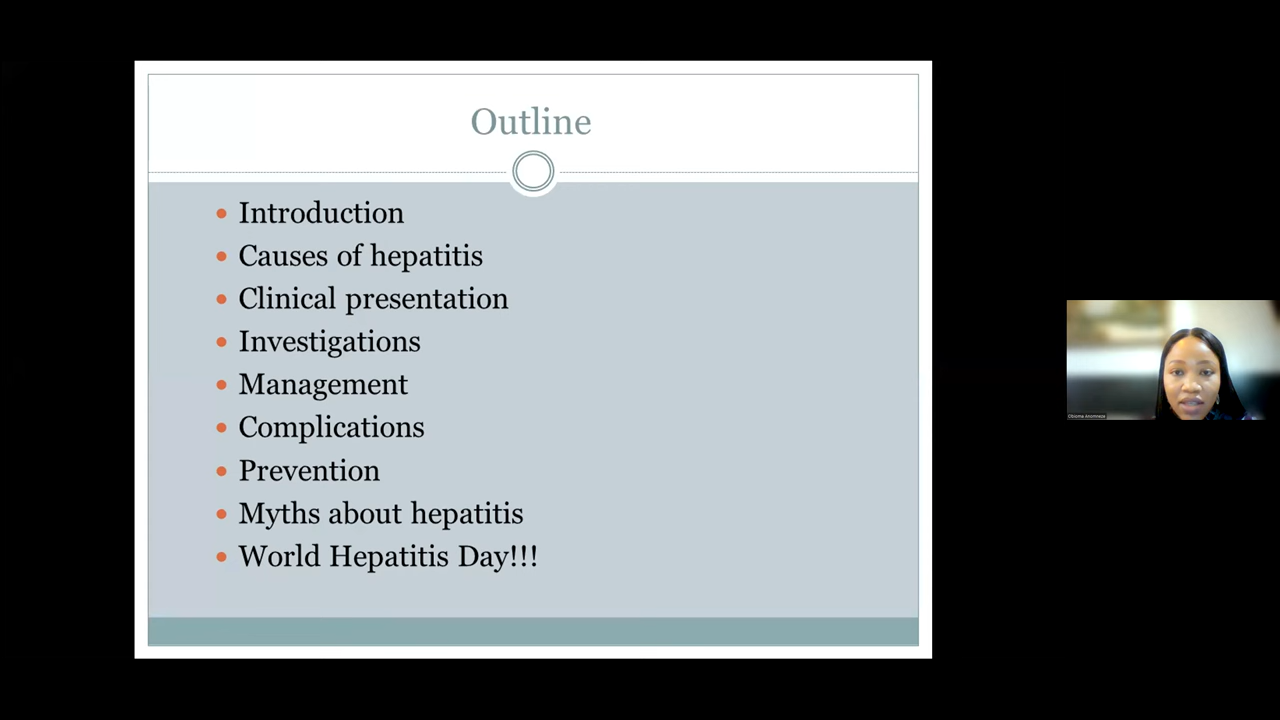 Outline
Introduction
Causes of hepatitis
Clinical presentation
Investigations
Management
Complications
Prevention
Myths about hepatitis
World Hepatitis Day!!!